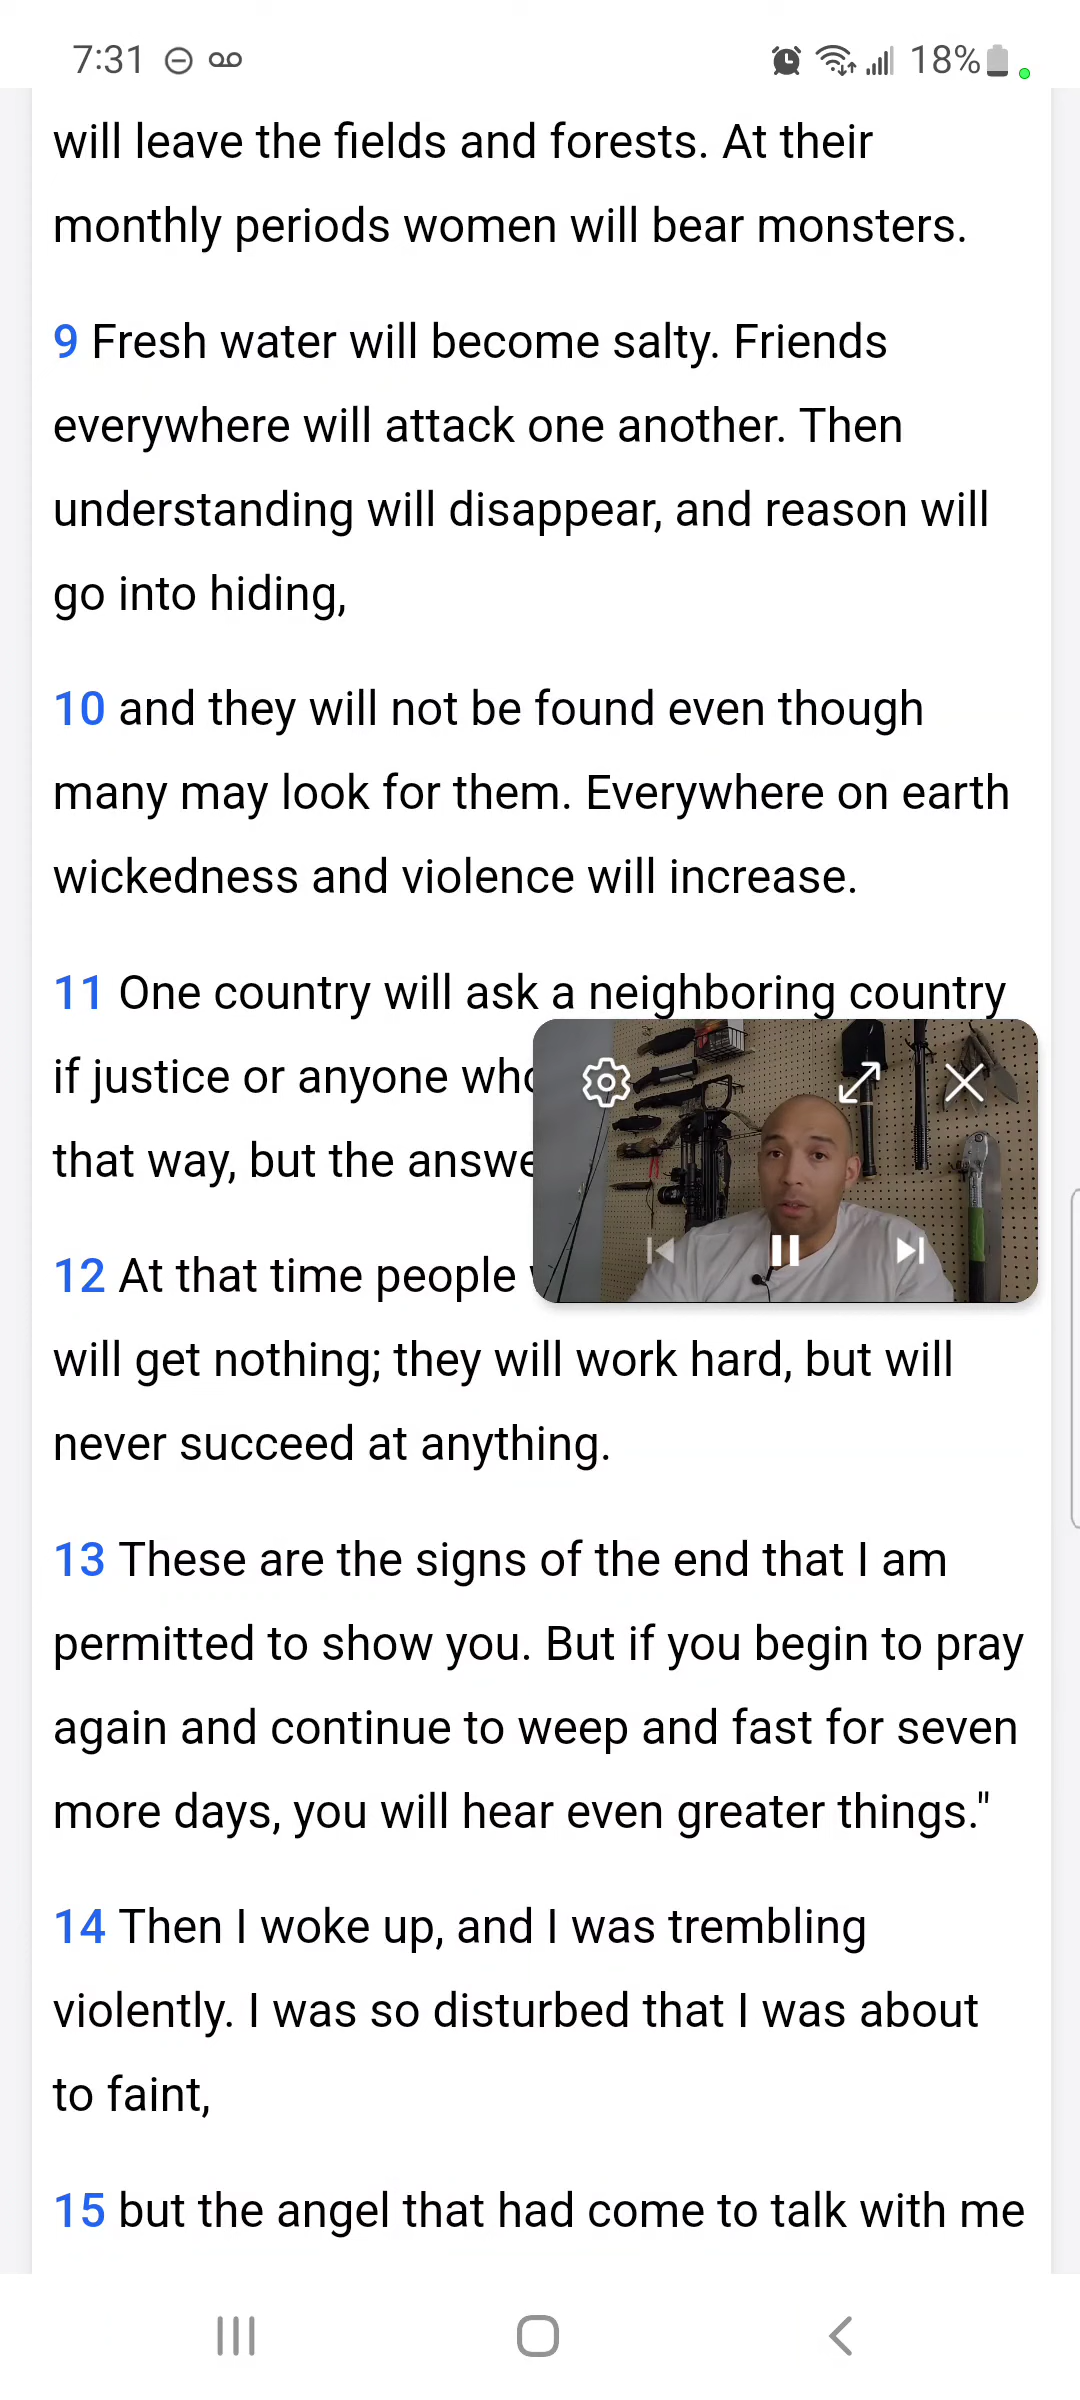 7:31 18%
will leave the fields and forests. At their
monthly periods women will bear monsters.
9 Fresh water will become salty. Friends
everywhere will attack one another. Then
understanding will disappear, and reason will
go into hiding,
10 and they will not be found even though
many may look for them. Everywhere on earth
wickedness and violence will increase.
11 One country will ask a neighboring country
if justice or anyone
that way, but the
12 At that time people
will get nothing; they will work hard, but will
never succeed at anything.
13 These are the signs of the end that I am
permitted to show you. But if you begin to pray
again and continue to weep and fast for seven
more days, you will hear even greater things."
14 Then I woke up, and I was trembling
violently. I was so disturbed that I was about
to faint,
15 but the angel that had come to talk with me